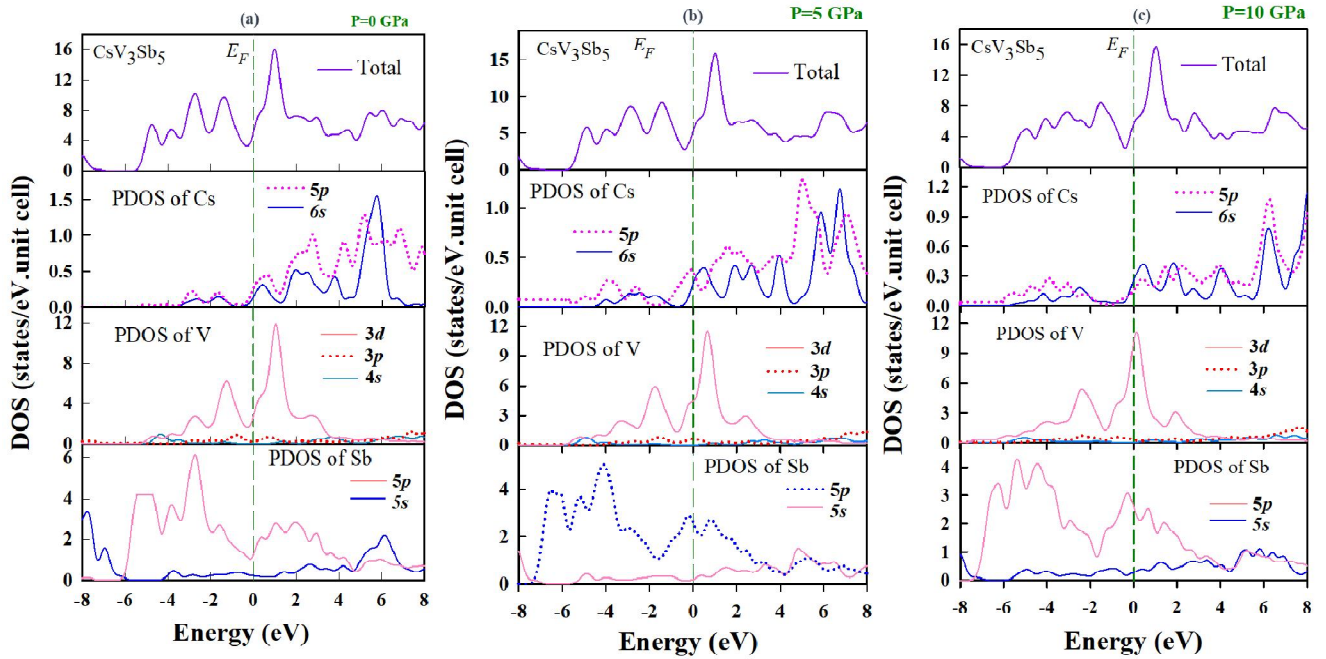 (a)
P=0 GPa
CsV3Sb5
EF
Total
16
12
8
4
0
PDOS of Cs
5p
6s
1.5
1.0
0.5
0.0
PDOS of V
3d
3p
4s
12
9
6
3
0
PDOS of Sb
5p
5s
6
4
2
0
-8 -6 -4 -2 0 2 4 6 8
Energy (eV)
DOS (states/eV.unit cell)
(b)
P=5 GPa
CsV3Sb5
EF
Total
15
10
5
0
PDOS of Cs
5p
6s
1.2
0.8
0.4
0.0
PDOS of V
3d
3p
4s
12
9
6
3
0
PDOS of Sb
5p
5s
6
4
2
0
-8 -6 -4 -2 0 2 4 6 8
Energy (eV)
DOS (states/eV.unit cell)
(c)
P=10 GPa
CsV3Sb5
EF
Total
16
12
8
4
0
PDOS of Cs
5p
6s
1.2
0.9
0.6
0.3
0.0
PDOS of V
3d
3p
4s
12
9
6
3
0
PDOS of Sb
5p
5s
4
3
2
1
0
-8 -6 -4 -2 0 2 4 6 8
Energy (eV)
DOS (states/eV.unit cell)